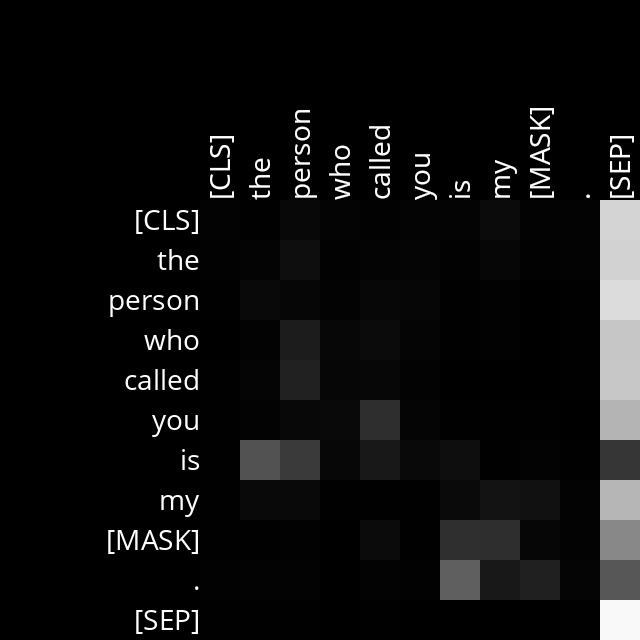 [CLS] the person who called you is my [MASK] . [SEP]
[CLS]
the
person
who
called
you
is
my
[MASK]
.
[SEP]